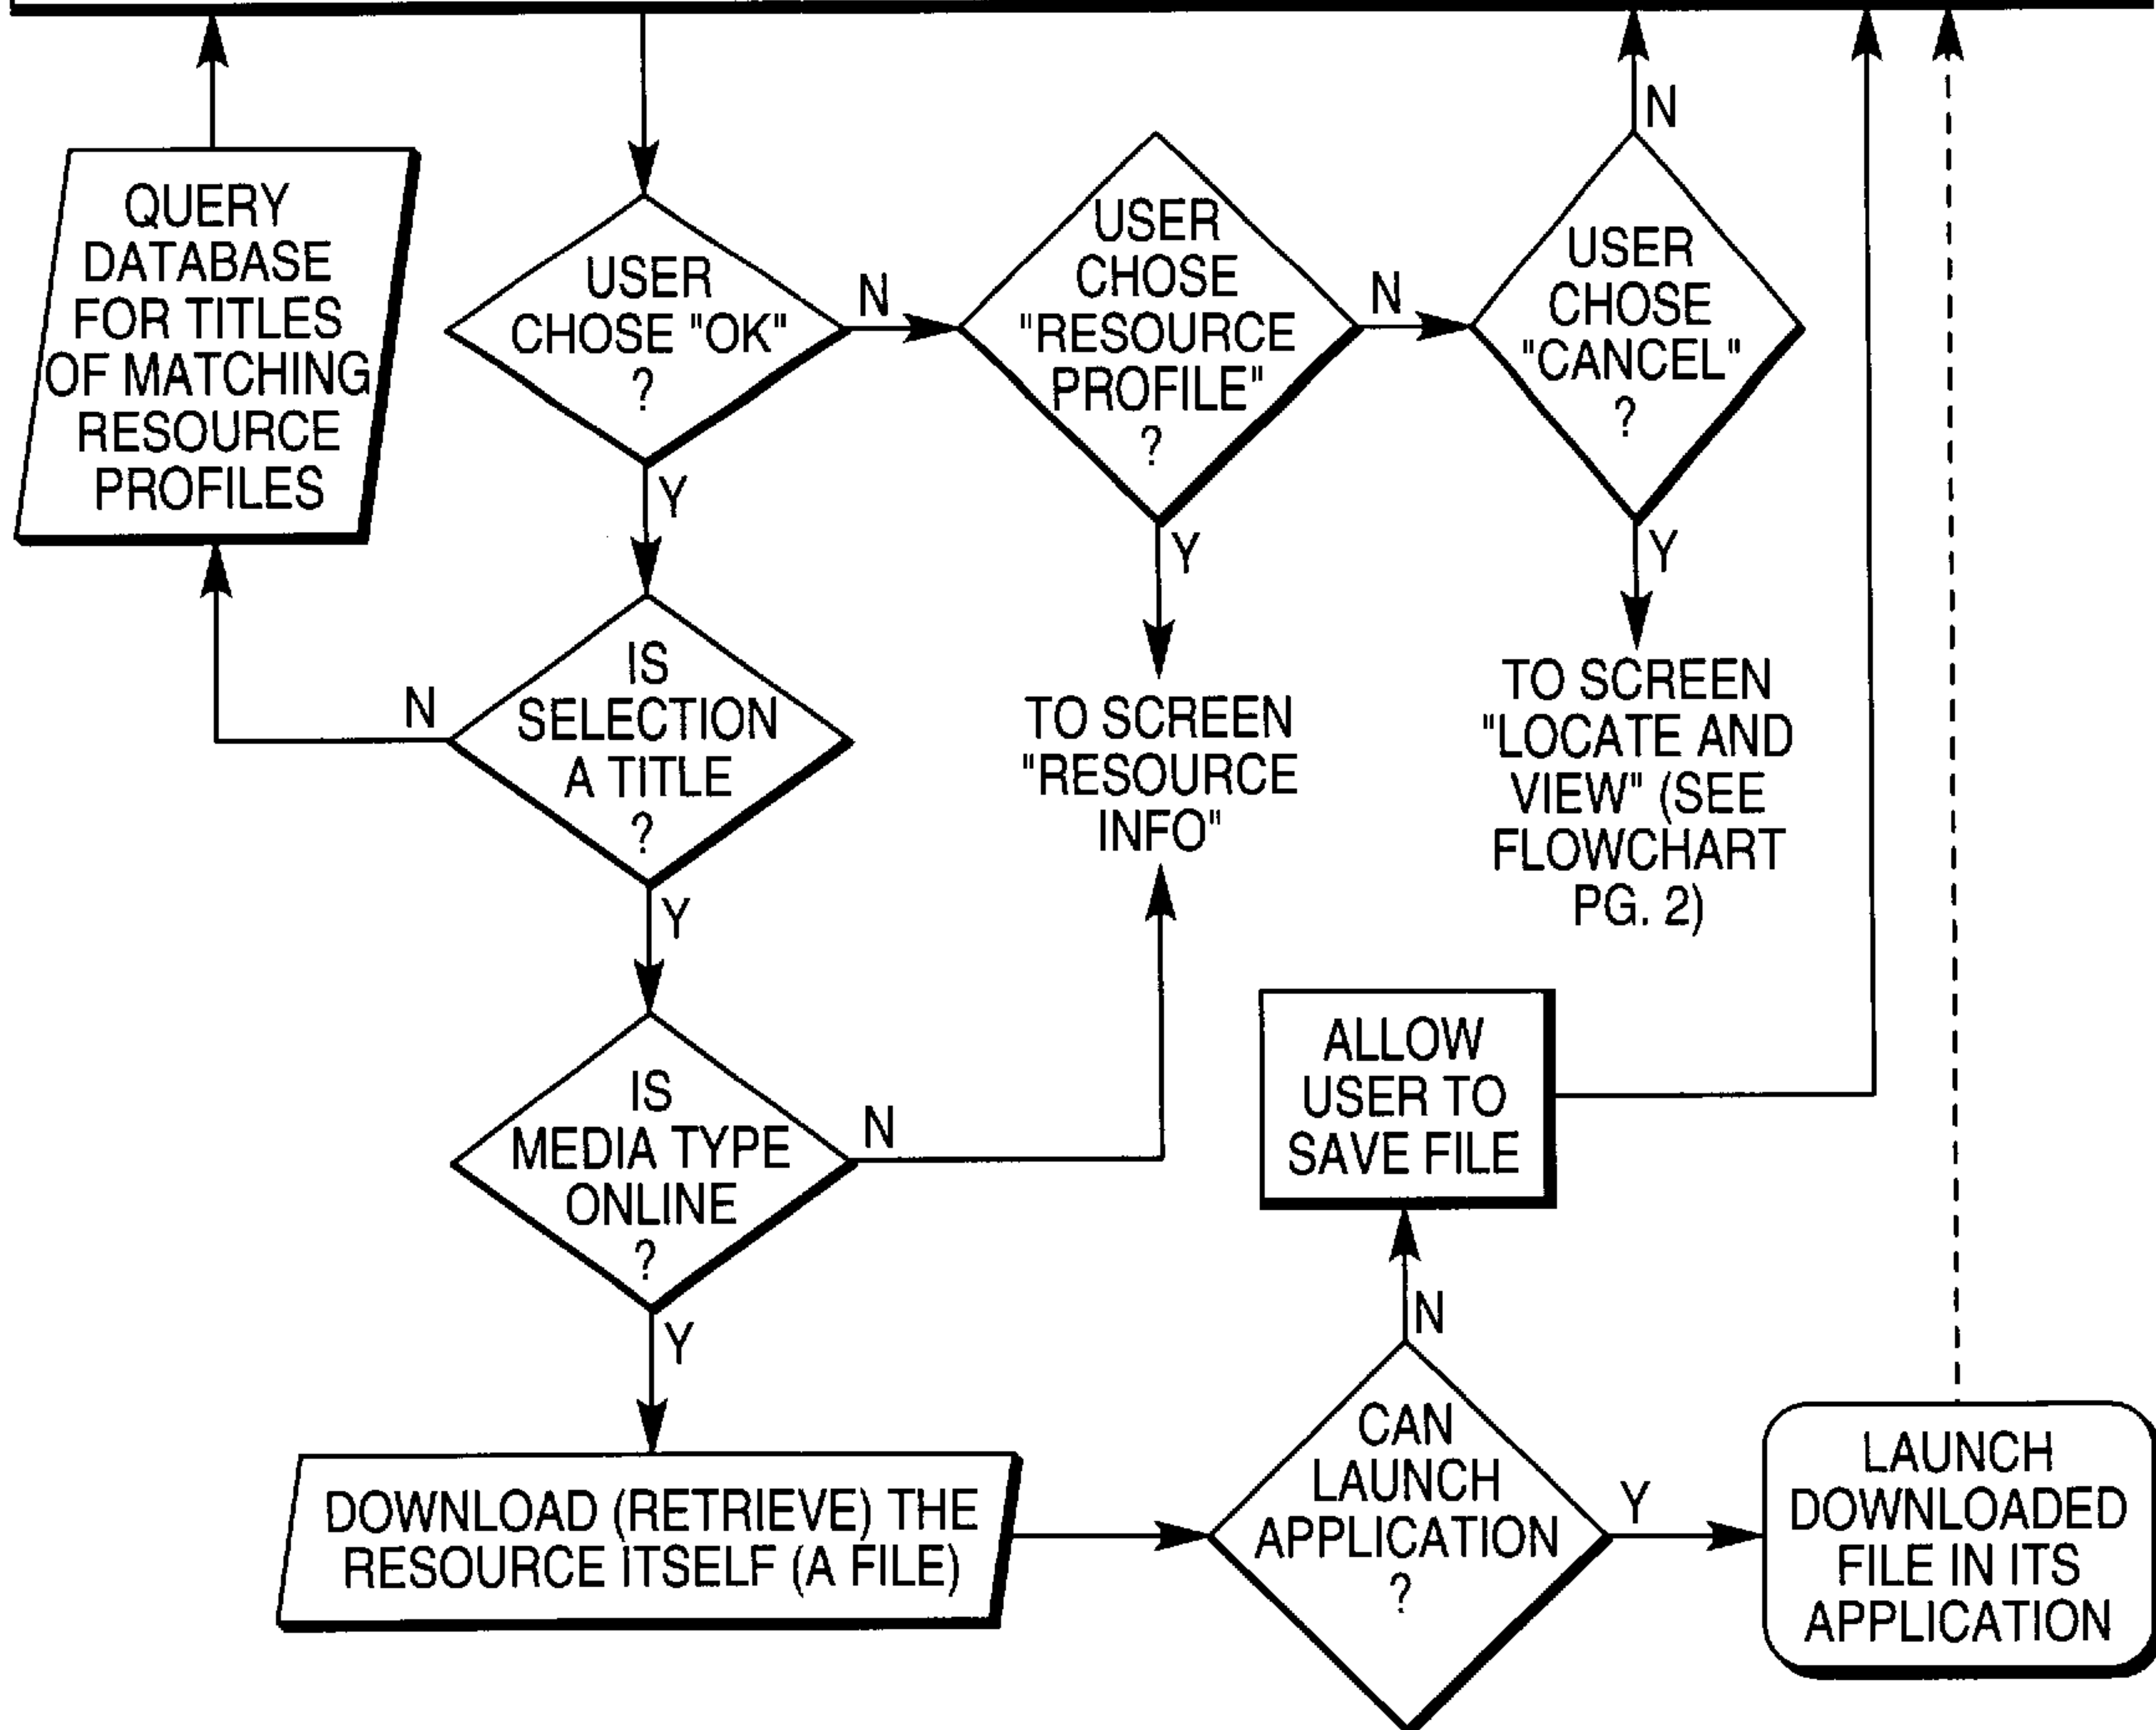 QUERY
DATABASE
FOR TITLES
OF MATCHING
RESOURCE
PROFILES
USER
CHOSE "OK"
?
N
Y
USER
CHOSE
"RESOURCE
PROFILE"
?
N
Y
USER
CHOSE
"CANCEL"
?
N
Y
IS
SELECTION
A TITLE
?
N
Y
TO SCREEN
"RESOURCE
INFO"
TO SCREEN
"LOCATE AND
VIEW" (SEE
FLOWCHART
PG. 2)
IS
MEDIA TYPE
ONLINE
?
N
Y
ALLOW
USER TO
SAVE FILE
DOWNLOAD (RETRIEVE) THE
RESOURCE ITSELF (A FILE)
CAN
LAUNCH
APPLICATION
?
N
Y
LAUNCH
DOWNLOADED
FILE IN ITS
APPLICATION